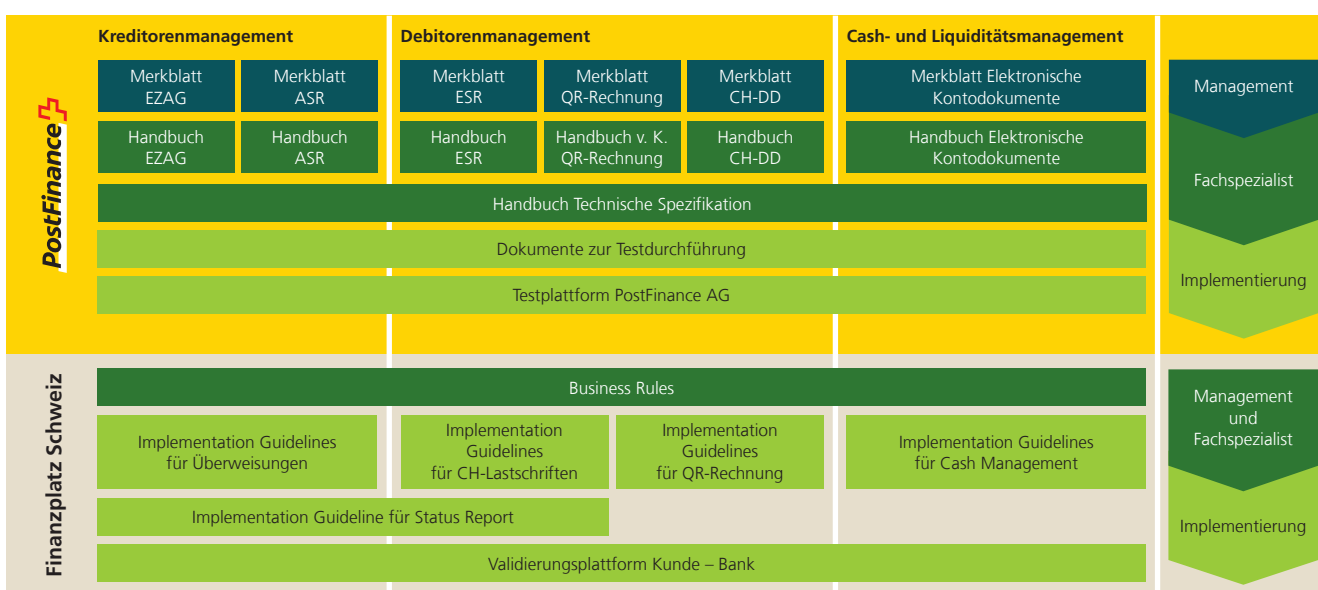 Kreditorenmanagement
Debitorenmanagement
Cash- und Liquiditätsmanagement
PostFinance
Merkblatt
EZAG
Merkblatt
ASR
Merkblatt
ESR
Merkblatt
QR-Rechnung
Merkblatt
CH-DD
Merkblatt Elektronische
Kontodokumente
Management
Handbuch
EZAG
Handbuch
ASR
Handbuch
ESR
Handbuch v. K.
QR-Rechnung
Handbuch
CH-DD
Handbuch Elektronische
Kontodokumente
Fachspezialist
Handbuch Technische Spezifikation
Dokumente zur Testdurchführung
Testplattform PostFinance AG
Implementierung
Finanzplatz Schweiz
Business Rules
Management
und
Fachspezialist
Implementation Guidelines
für Überweisungen
Implementation
Guidelines
für CH-Lastschriften
Implementation
Guidelines
für QR-Rechnung
Implementation Guidelines
für Cash Management
Implementation Guideline für Status Report
Implementierung
Validierungsplattform Kunde – Bank